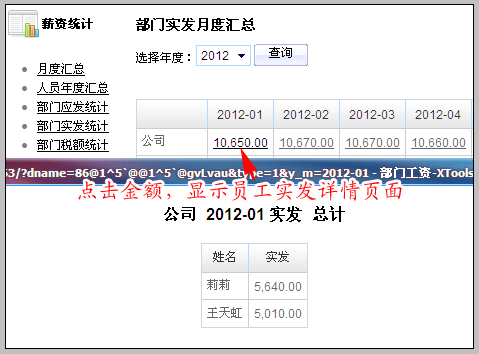 薪资统计
月度汇总
人员年度汇总
部门应发统计
部门实发统计
部门税额统计
部门实发月度汇总
选择年度：2012 查询
2012-01 2012-02 2012-03 2012-04
公司 10,650.00 10,670.00 10,670.00 10,660.00
53/?dname=86@1^5`@@1^5`@gvLvau&type=1&y_m=2012-01 - 部门工资-XTools
点击金额，显示员工实发详情页面
公司 2012-01 实发 总计
姓名 实发
莉莉 5,640.00
王天虹 5,010.00